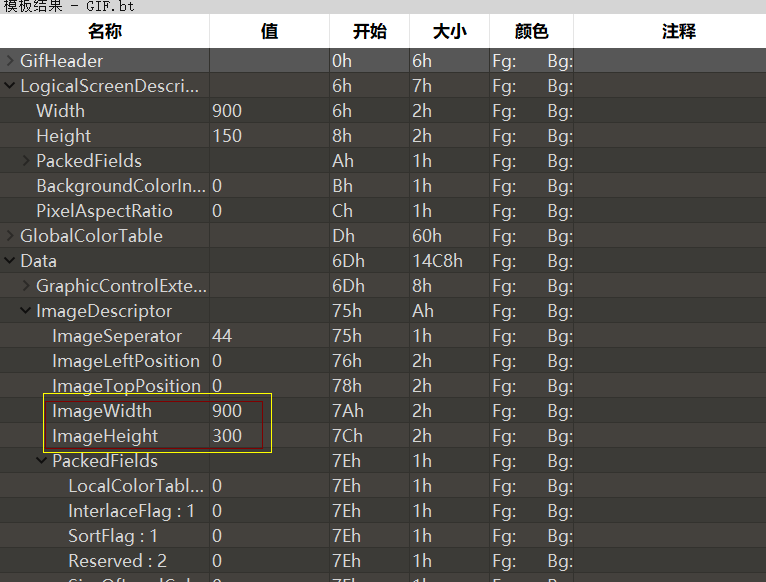 模板结果 - GIF.bt
名称 值 开始 大小 颜色 注释
GifHeader 0h 6h Fg: Bg:
LogicalScreenDescri... 6h 7h Fg: Bg:
Width 900 6h 2h Fg: Bg:
Height 150 8h 2h Fg: Bg:
PackedFields Ah 1h Fg: Bg:
BackgroundColorIn... 0 Bh 1h Fg: Bg:
PixelAspectRatio 0 Ch 1h Fg: Bg:
GlobalColorTable Dh 60h Fg: Bg:
Data 6Dh 14C8h Fg: Bg:
GraphicControlExte... 6Dh 8h Fg: Bg:
ImageDescriptor 75h Ah Fg: Bg:
ImageSeperator 44 75h 1h Fg: Bg:
ImageLeftPosition 0 76h 2h Fg: Bg:
ImageTopPosition 0 78h 2h Fg: Bg:
ImageWidth 900 7Ah 2h Fg: Bg:
ImageHeight 300 7Ch 2h Fg: Bg:
PackedFields 7Eh 1h Fg: Bg:
LocalColorTabl... 0 7Eh 1h Fg: Bg:
InterlaceFlag : 1 0 7Eh 1h Fg: Bg:
SortFlag : 1 0 7Eh 1h Fg: Bg:
Reserved : 2 0 7Eh 1h Fg: Bg: